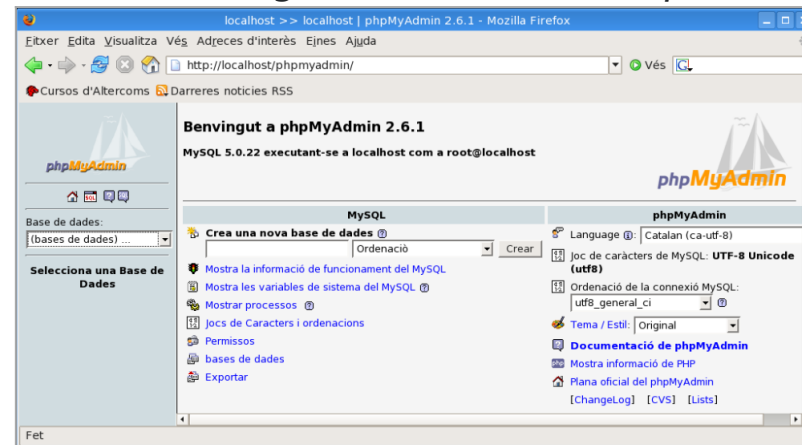 localhost >> localhost | phpMyAdmin 2.6.1 - Mozilla Firefox
Eitxer Edita Visualitza Vés Adreces d'interès Eines Ajuda
http://localhost/phpmyadmin/ Vés
Cursos d'Altercoms Darreres noticies RSS
phpMyAdmin
Base de dades:
(bases de dades) ...
Selecciona una Base de
Dades
Benvingut a phpMyAdmin 2.6.1
MySQL 5.0.22 executant-se a localhost com a root@localhost
phpMyAdmin
MySQL
Crea una nova base de dades
Ordenació Crear
Mostra la informació de funcionament del MySQL
Mostra les variables de sistema del MySQL
Mostrar processos
Jocs de Caracters i ordenacions
Permissos
bases de dades
Exportar
phpMyAdmin
Language: Catalan (ca-utf-8)
Joc de caràcters de MySQL: UTF-8 Unicode
(utf8)
Ordenació de la connexió MySQL:
utf8_general_ci
Tema / Estil: Original
Documentació de phpMyAdmin
Mostra informació de PHP
Plana oficial del phpMyAdmin
[ChangeLog] [CVS] [Lists]
Fet